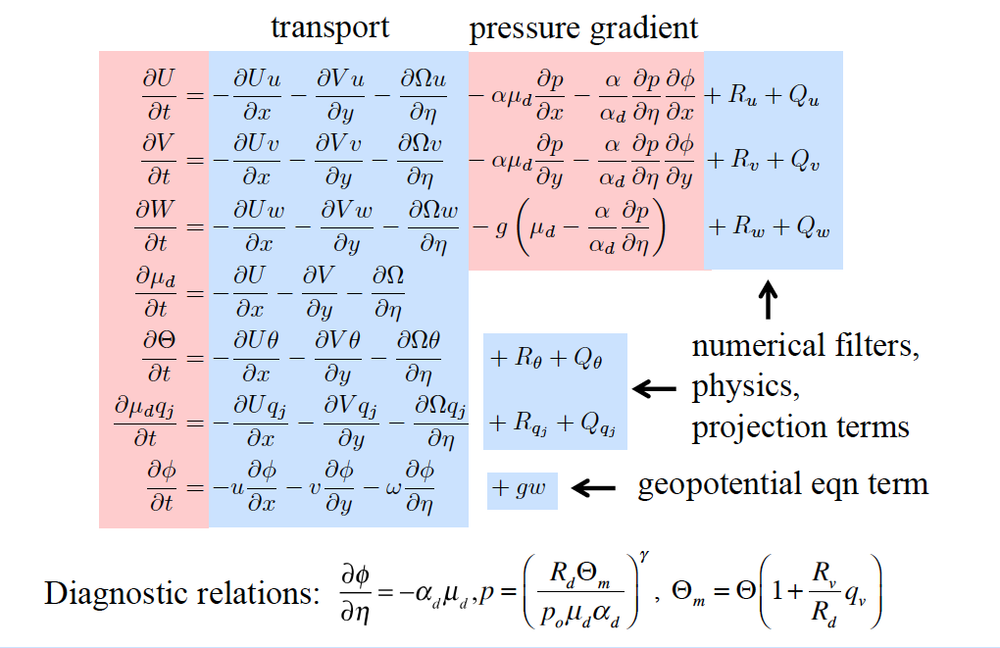 transport pressure gradient
∂U/∂t = −∂Uu/∂x − ∂Vu/∂y − ∂Ωu/∂η − αμ_d ∂p/∂x − α/α_d ∂p/∂η ∂ϕ/∂x + R_u + Q_u
∂V/∂t = −∂Uv/∂x − ∂Vv/∂y − ∂Ωv/∂η − αμ_d ∂p/∂y − α/α_d ∂p/∂η ∂ϕ/∂y + R_v + Q_v
∂W/∂t = −∂Uw/∂x − ∂Vw/∂y − ∂Ωw/∂η − g(μ_d − α/α_d ∂p/∂η) + R_w + Q_w
∂μ_d/∂t = −∂U/∂x − ∂V/∂y − ∂Ω/∂η
∂Θ/∂t = −∂Uθ/∂x − ∂Vθ/∂y − ∂Ωθ/∂η + R_θ + Q_θ
∂μ_d q_j/∂t = −∂Uq_j/∂x − ∂Vq_j/∂y − ∂Ωq_j/∂η + R_{q_j} + Q_{q_j}
∂ϕ/∂t = −u ∂ϕ/∂x − v ∂ϕ/∂y − ω ∂ϕ/∂η + gw
numerical filters,
physics,
projection terms
geopotential eqn term
Diagnostic relations: ∂ϕ/∂η = −α_d μ_d, p = (R_d Θ_m / p_o μ_d α_d)^γ, Θ_m = Θ(1 + R_v/R_d q_v)